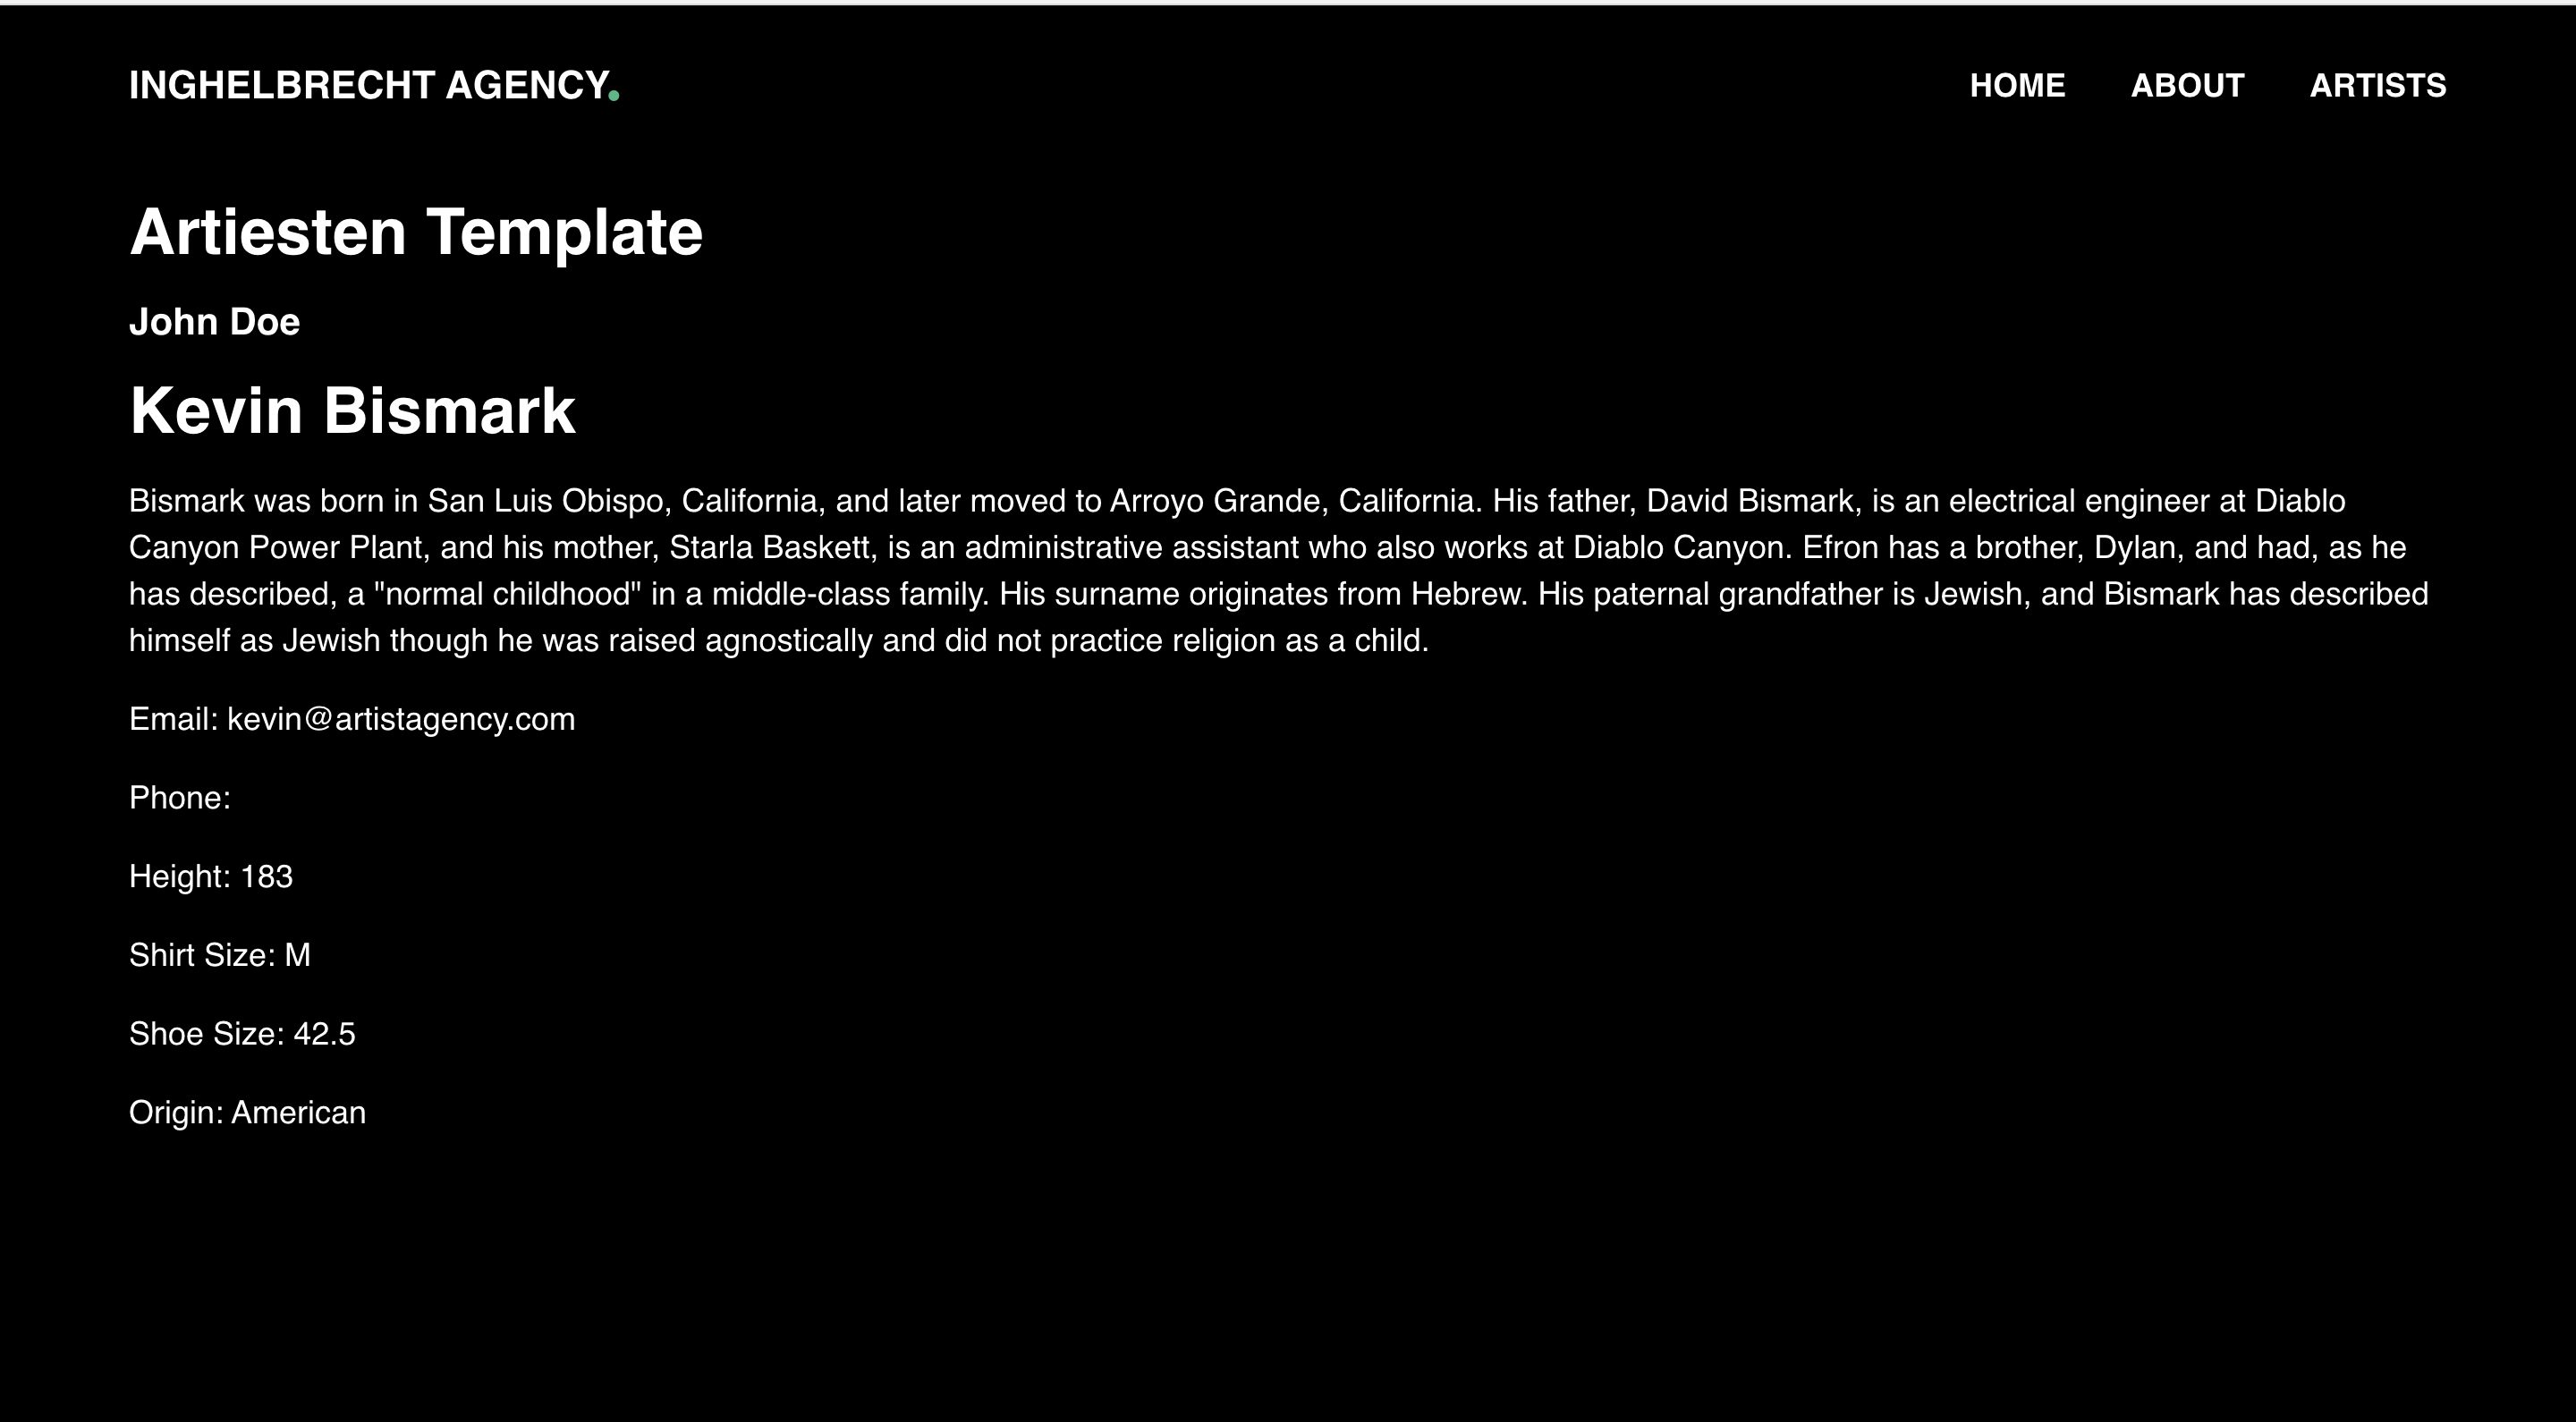 INGHELBRECHT AGENCY.
HOME ABOUT ARTISTS
Artiesten Template
John Doe
Kevin Bismark
Bismark was born in San Luis Obispo, California, and later moved to Arroyo Grande, California. His father, David Bismark, is an electrical engineer at Diablo
Canyon Power Plant, and his mother, Starla Baskett, is an administrative assistant who also works at Diablo Canyon. Efron has a brother, Dylan, and had, as he
has described, a "normal childhood" in a middle-class family. His surname originates from Hebrew. His paternal grandfather is Jewish, and Bismark has described
himself as Jewish though he was raised agnostically and did not practice religion as a child.
Email: kevin@artistagency.com
Phone:
Height: 183
Shirt Size: M
Shoe Size: 42.5
Origin: American